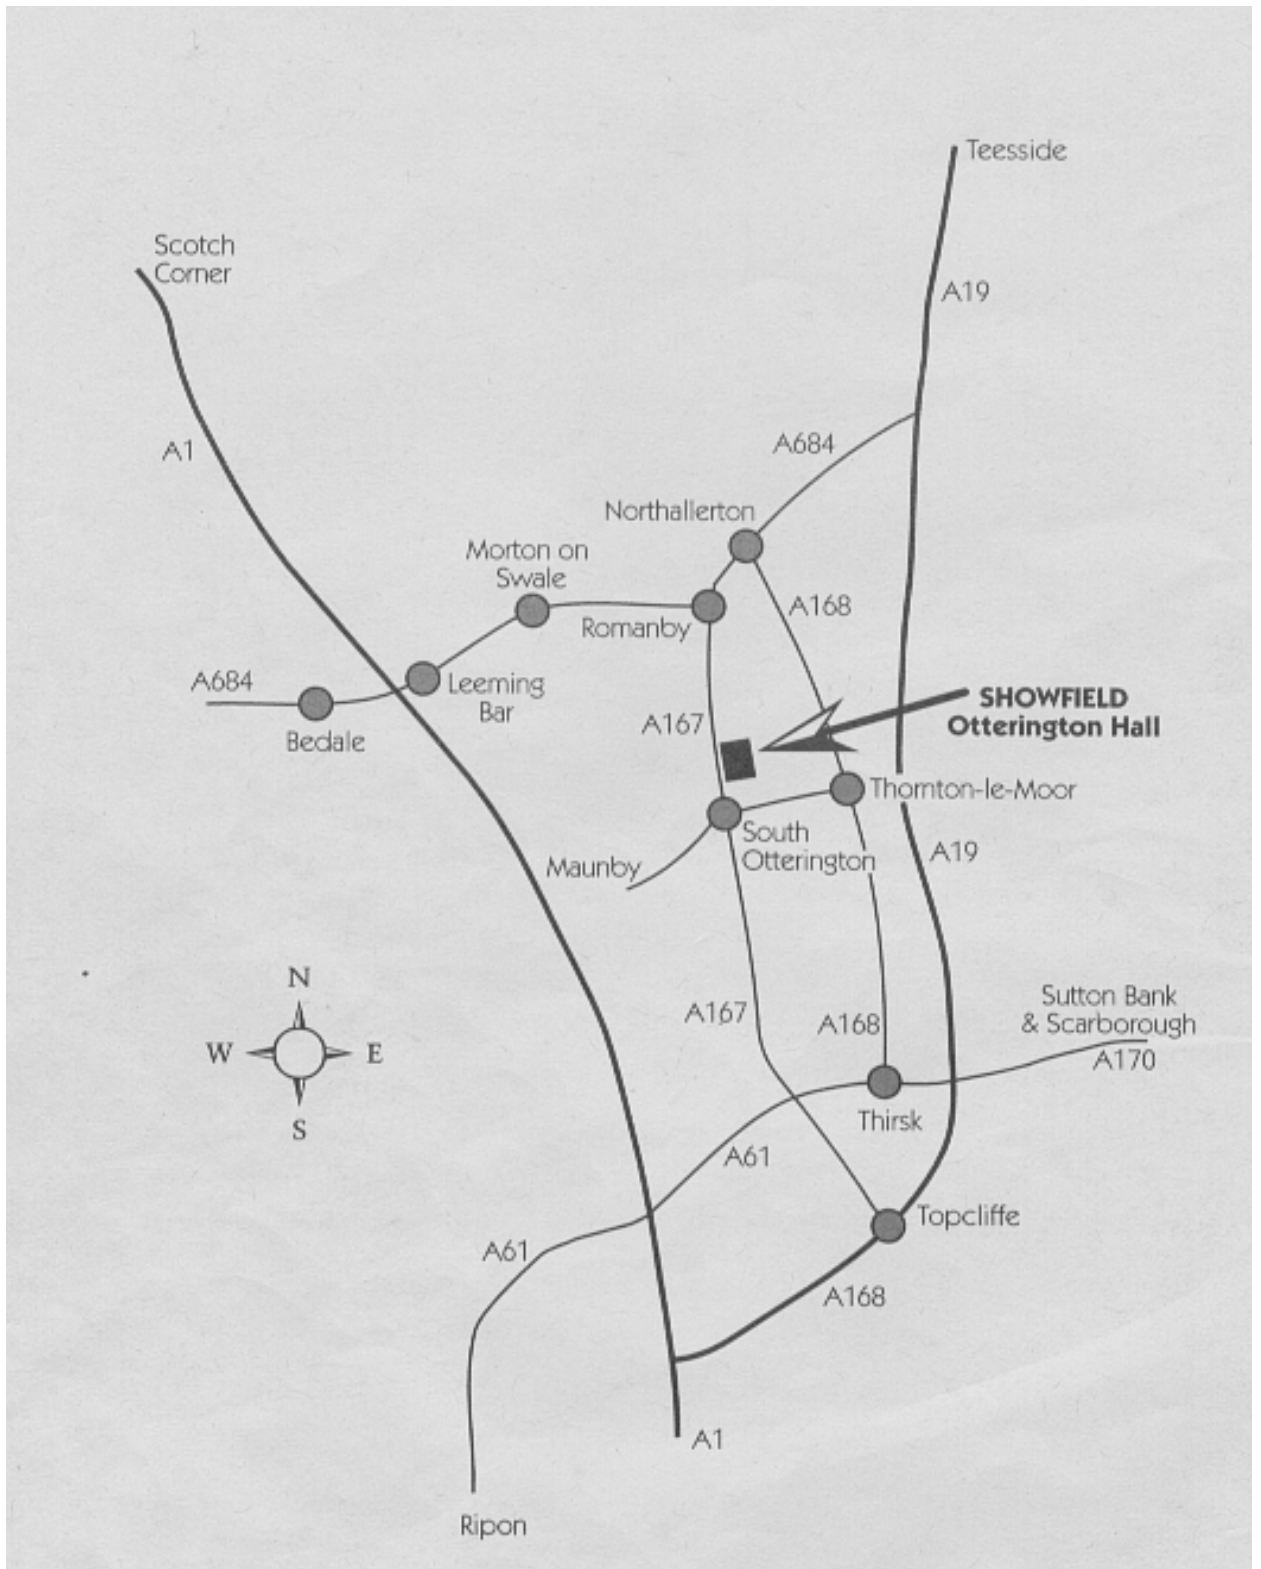 Teesside
Scotch
Corner
A19
A1
A684
Northallerton
Morton on
Swale
A168
Romanby
A684
Leeming
Bar
SHOWFIELD
Otterington Hall
A167
Bedale
Thornton-le-Moor
South
Otterington
A19
Maunby
N
W
E
S
Sutton Bank
& Scarborough
A170
A167
A168
Thirsk
A61
Topcliffe
A61
A168
A1
Ripon